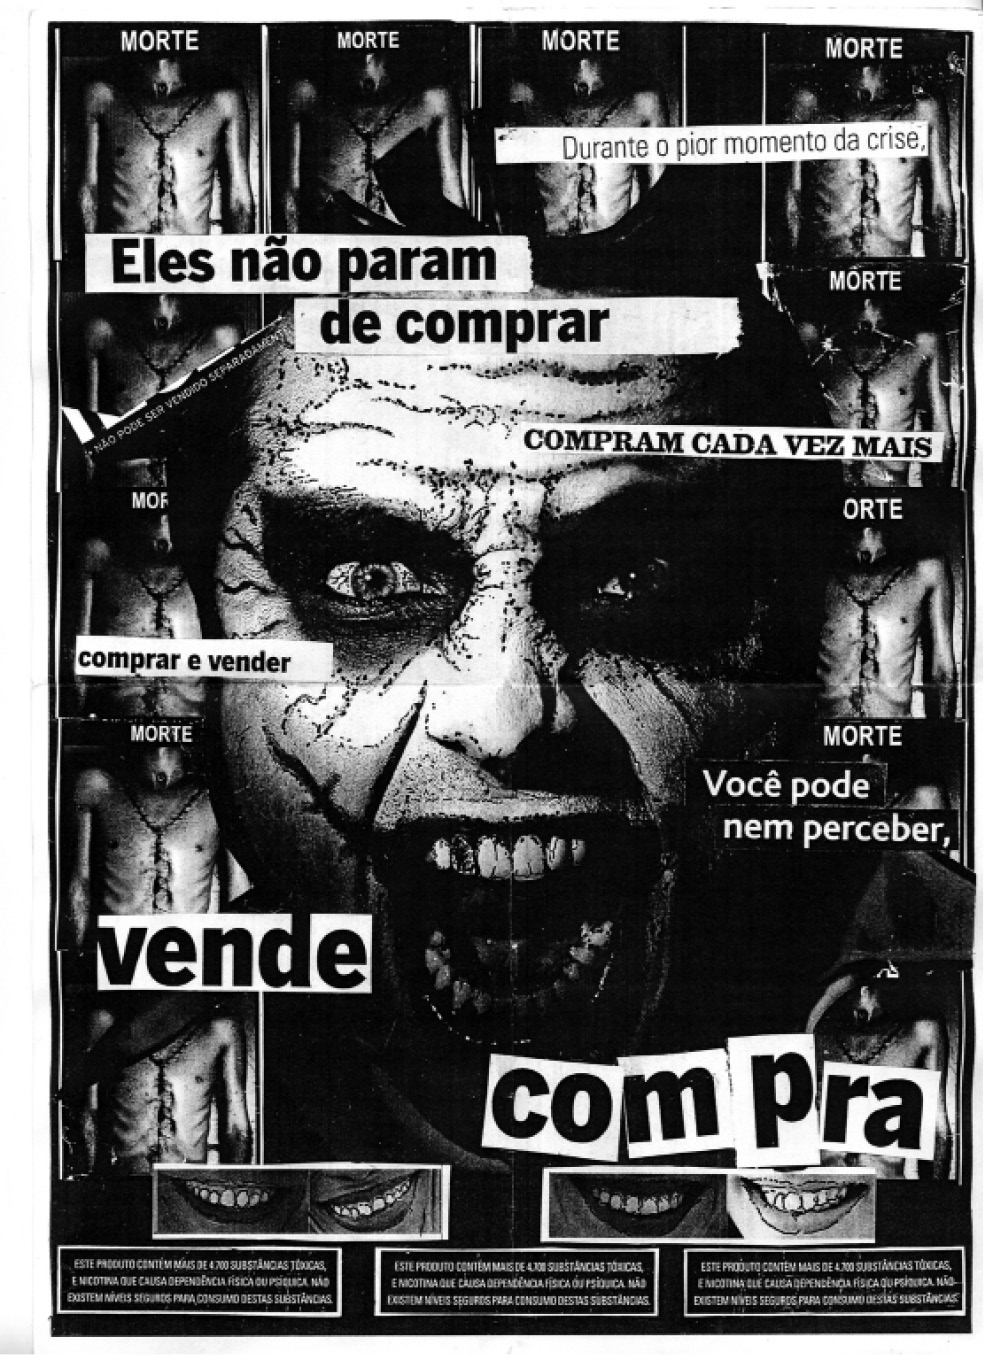 MORTE
MORTE
MORTE
MORTE
Durante o pior momento da crise,
Eles não param
de comprar
MORTE
NÃO PODE SER VENDIDO SEPARADAMENTE
COMPRAM CADA VEZ MAIS
MOR
ORTE
comprar e vender
MORTE
MORTE
Você pode
nem perceber,
vende
compra
ESTE PRODUTO CONTÉM MAIS DE 4.700 SUBSTÂNCIAS TÓXICAS,
E NICOTINA QUE CAUSA DEPENDÊNCIA FÍSICA OU PSÍQUICA. NÃO
EXISTEM NÍVEIS SEGUROS PARA CONSUMO DESTAS SUBSTÂNCIAS.
ESTE PRODUTO CONTÉM MAIS DE 4.700 SUBSTÂNCIAS TÓXICAS,
E NICOTINA QUE CAUSA DEPENDÊNCIA FÍSICA OU PSÍQUICA. NÃO
EXISTEM NÍVEIS SEGUROS PARA CONSUMO DESTAS SUBSTÂNCIAS.
ESTE PRODUTO CONTÉM MAIS DE 4.700 SUBSTÂNCIAS TÓXICAS,
E NICOTINA QUE CAUSA DEPENDÊNCIA FÍSICA OU PSÍQUICA. NÃO
EXISTEM NÍVEIS SEGUROS PARA CONSUMO DESTAS SUBSTÂNCIAS.